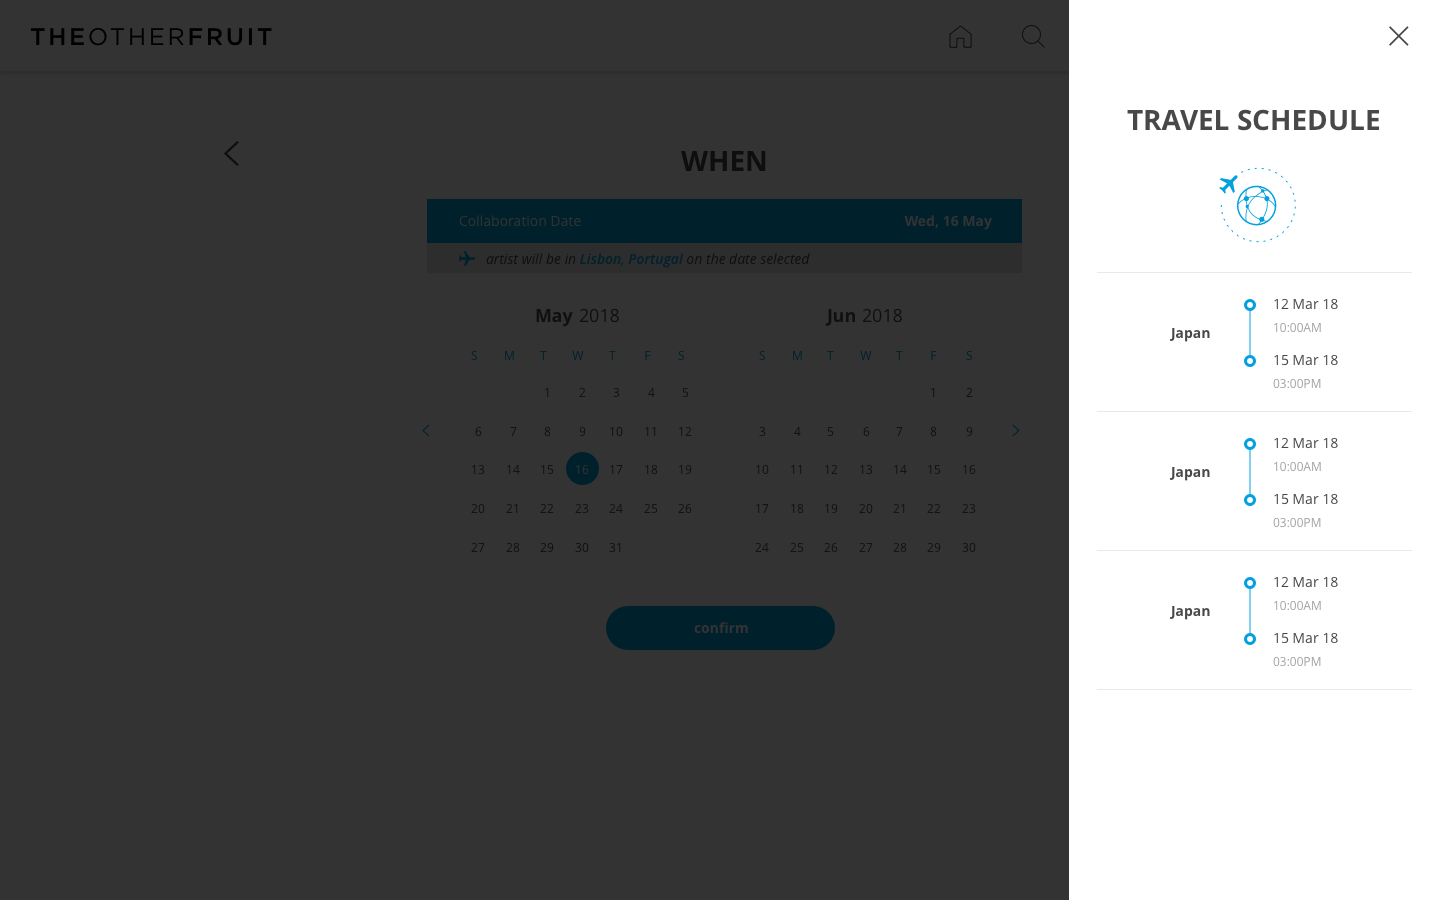 THEOTHERFRUIT
WHEN
Collaboration Date Wed, 16 May
artist will be in Lisbon, Portugal on the date selected
May 2018
S M T W T F S
1 2 3 4 5
6 7 8 9 10 11 12
13 14 15 16 17 18 19
20 21 22 23 24 25 26
27 28 29 30 31
Jun 2018
S M T W T F S
1 2
3 4 5 6 7 8 9
10 11 12 13 14 15 16
17 18 19 20 21 22 23
24 25 26 27 28 29 30
confirm
TRAVEL SCHEDULE
Japan
12 Mar 18
10:00AM
15 Mar 18
03:00PM
Japan
12 Mar 18
10:00AM
15 Mar 18
03:00PM
Japan
12 Mar 18
10:00AM
15 Mar 18
03:00PM